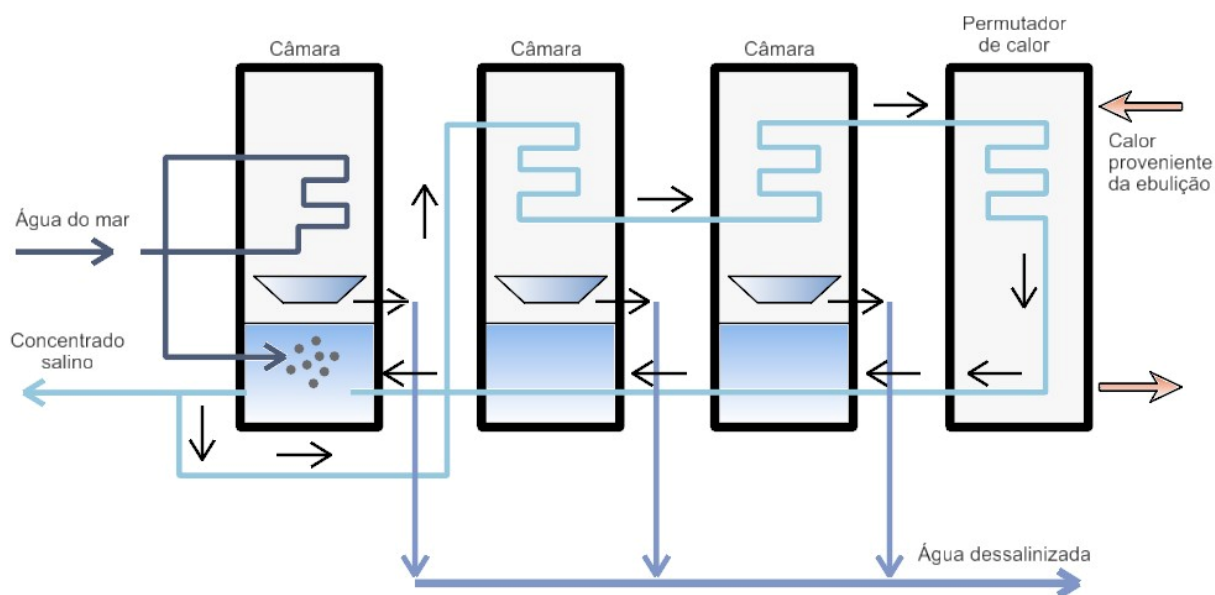 Câmara
Câmara
Câmara
Permutador
de calor
Calor
proveniente
da ebulição
Água do mar
Concentrado
salino
Água dessalinizada